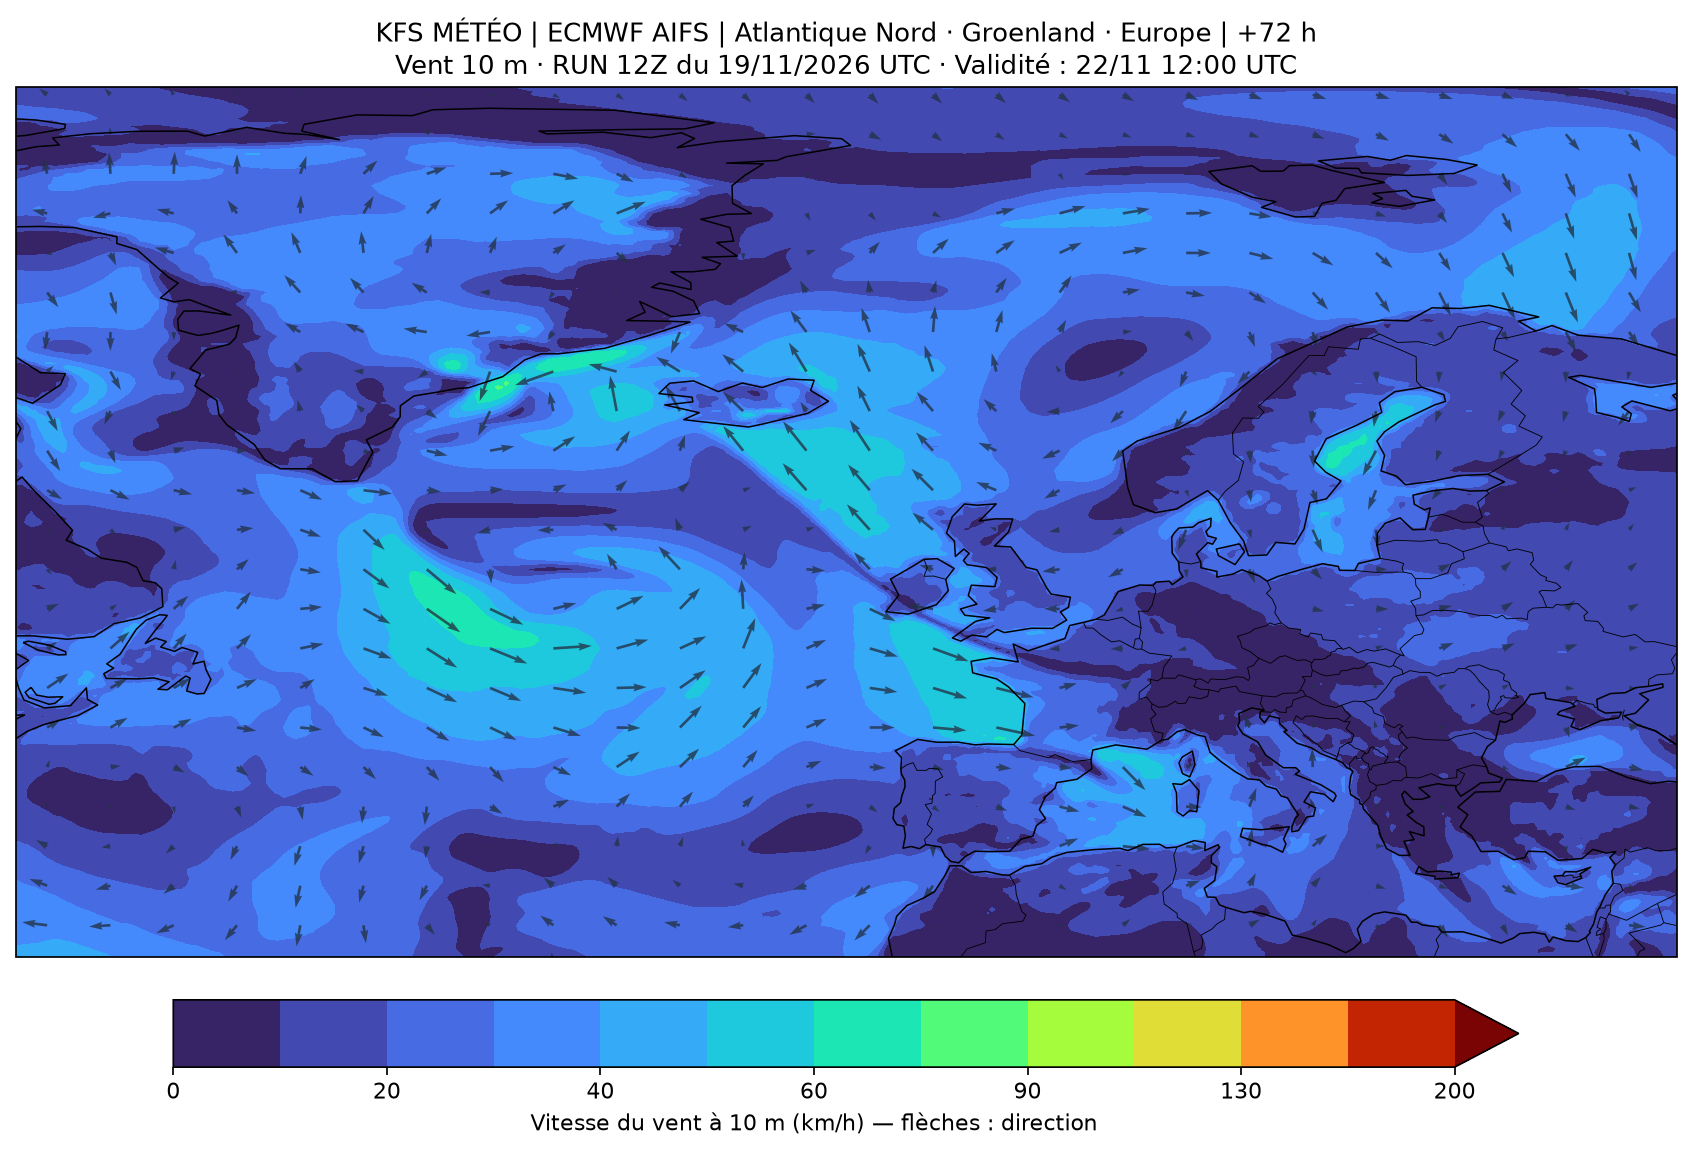 KFS MÉTÉO | ECMWF AIFS | Atlantique Nord · Groenland · Europe | +72 h
Vent 10 m · RUN 12Z du 19/11/2026 UTC · Validité : 22/11 12:00 UTC
0 20 40 60 90 130 200
Vitesse du vent à 10 m (km/h) — flèches : direction